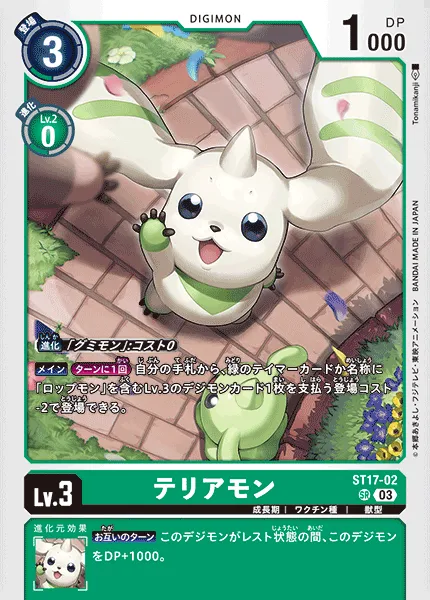 登場
3
DIGIMON
1000
DP
進化
Lv.2
0
Tonamikanji
©本郷あきよし・フジテレビ・東映アニメーション BANDAI MADE IN JAPAN
進化 「グミモン」:コスト0
メイン ターンに1回 自分の手札から、緑のテイマーカードか名称に
「ロップモン」を含むLv.3のデジモンカード1枚を支払う登場コスト
-2で登場できる。
Lv.3
テリアモン
ST17-02
SR 03
成長期 | ワクチン種 | 獣型
進化元効果
お互いのターン このデジモンがレスト状態の間、このデジモン
をDP+1000。